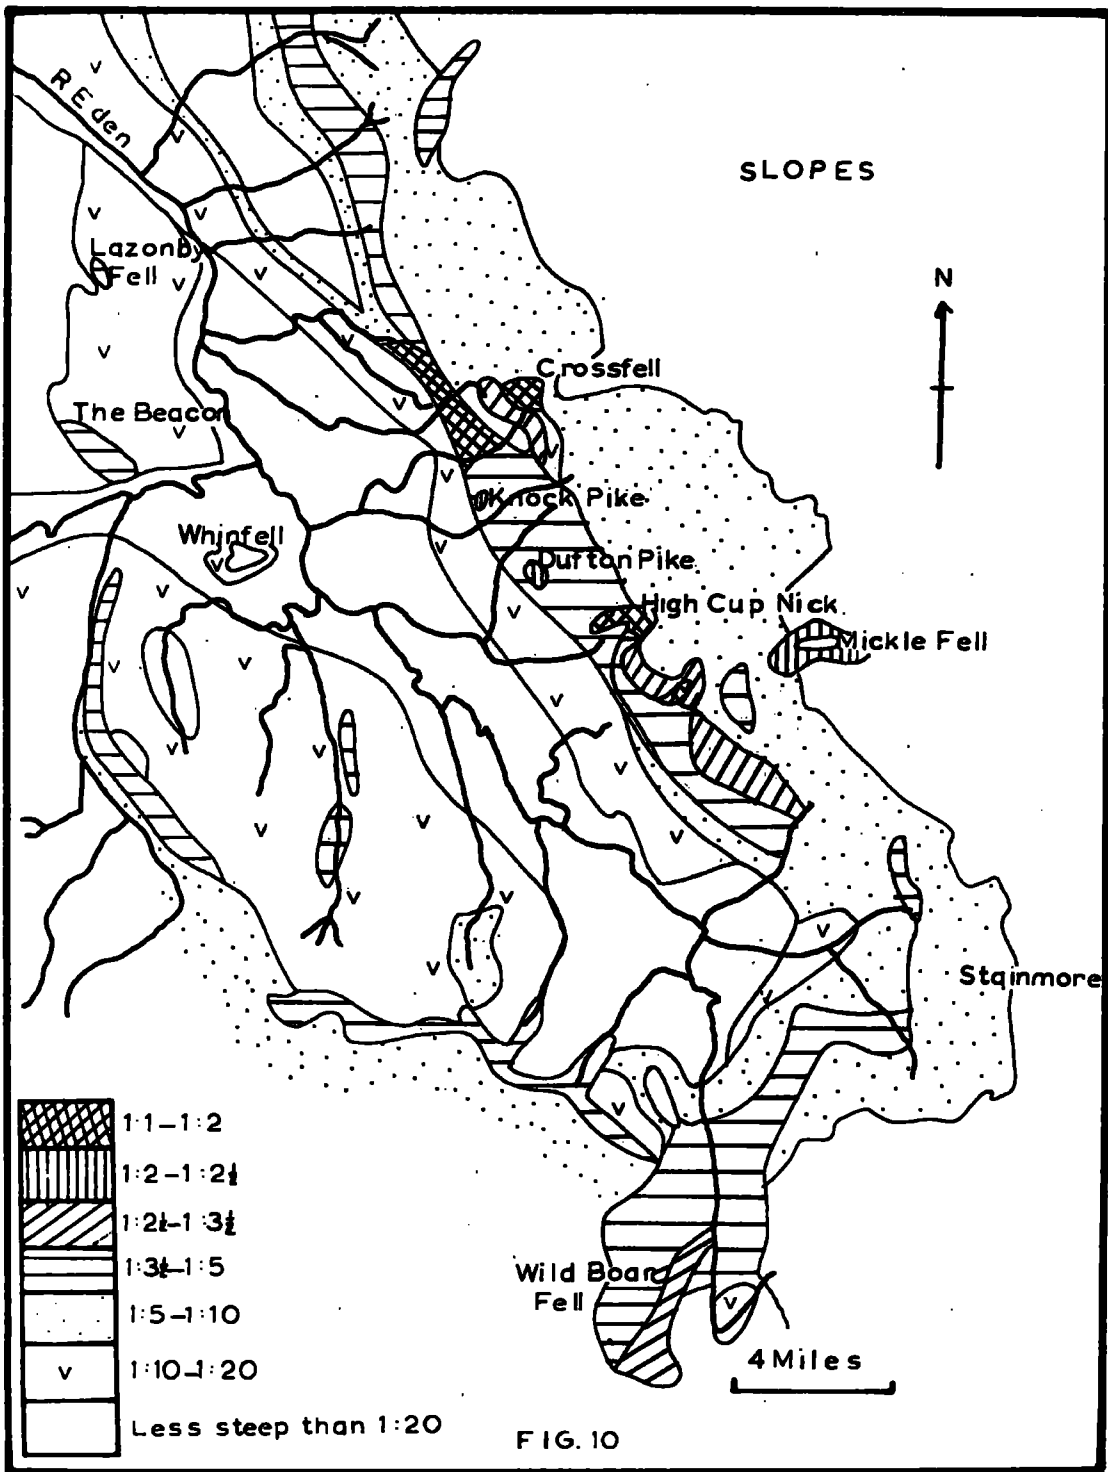 R Eden
SLOPES
Lazonby
Fell
N
Crossfell
The Beacon
Knock Pike
Whinfell
Dufton Pike
High Cup Nick
Mickle Fell
Stainmore
Wild Boar
Fell
1:1–1:2
1:2–1:2½
1:2½–1:3½
1:3½–1:5
1:5–1:10
1:10–1:20
Less steep than 1:20
4 Miles
FIG. 10
v